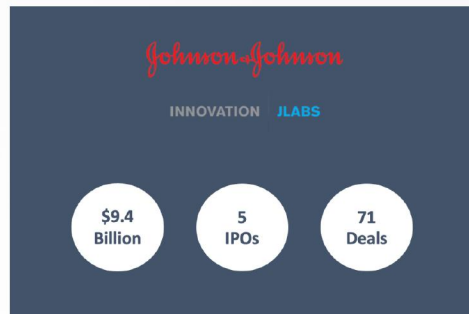 Johnson&Johnson
INNOVATION | JLABS
$9.4
Billion
5
IPOs
71
Deals